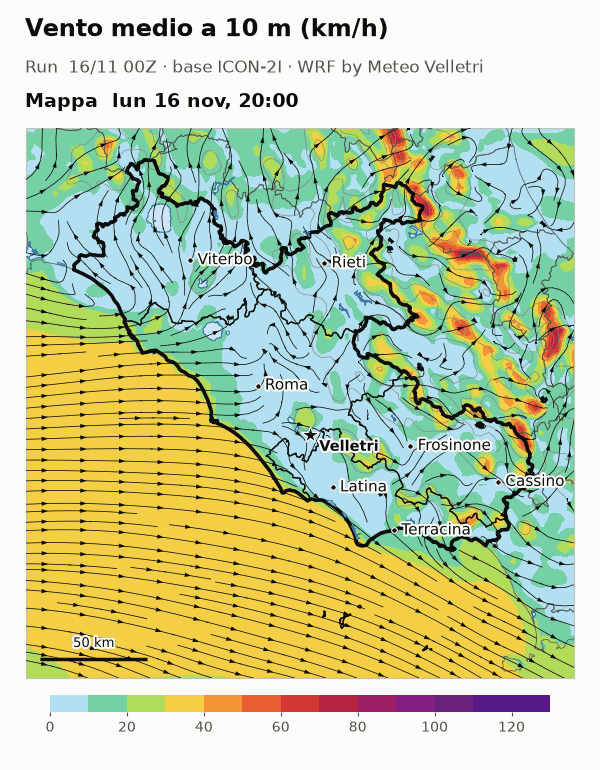 Vento medio a 10 m (km/h)
Run  16/11 00Z · base ICON-2I · WRF by Meteo Velletri
Mappa  lun 16 nov, 20:00
Viterbo
Rieti
Roma
Velletri
Frosinone
Cassino
Latina
Terracina
50 km
0 20 40 60 80 100 120